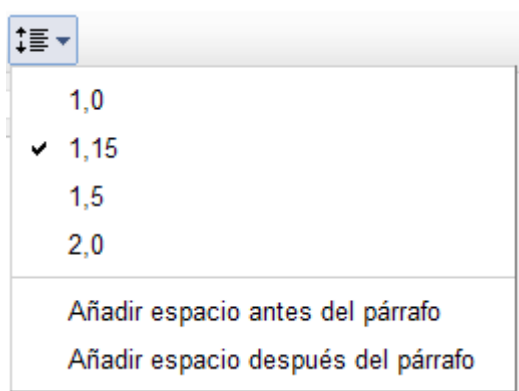 1,0
1,15
1,5
2,0
Añadir espacio antes del párrafo
Añadir espacio después del párrafo